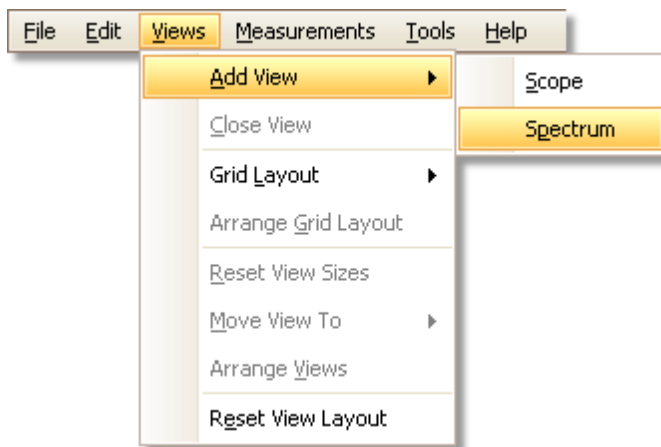 File Edit Views Measurements Tools Help
Add View
Close View
Grid Layout
Arrange Grid Layout
Reset View Sizes
Move View To
Arrange Views
Reset View Layout
Scope
Spectrum